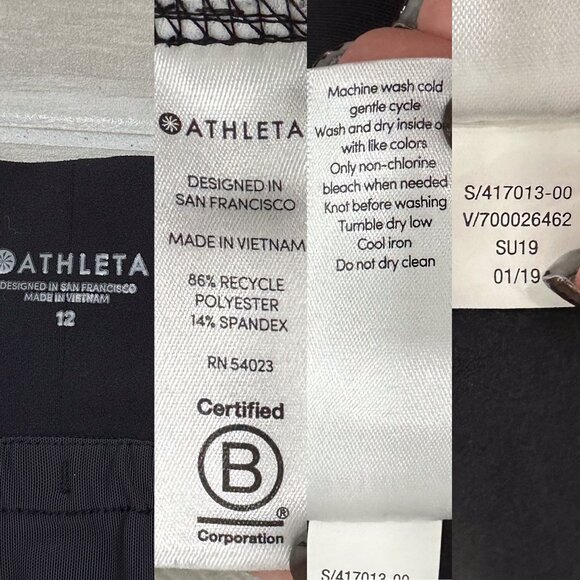 ATHLETA
DESIGNED IN SAN FRANCISCO
MADE IN VIETNAM
12
ATHLETA
DESIGNED IN
SAN FRANCISCO
MADE IN VIETNAM
86% RECYCLE
POLYESTER
14% SPANDEX
RN 54023
Certified
B
®
Corporation
Machine wash cold
gentle cycle
Wash and dry inside
with like colors
Only non-chlorine
bleach when needed
Knot before washing
Tumble dry low
Cool iron
Do not dry clean
S/417013-00
S/417013-00
V/700026462
SU19
01/19